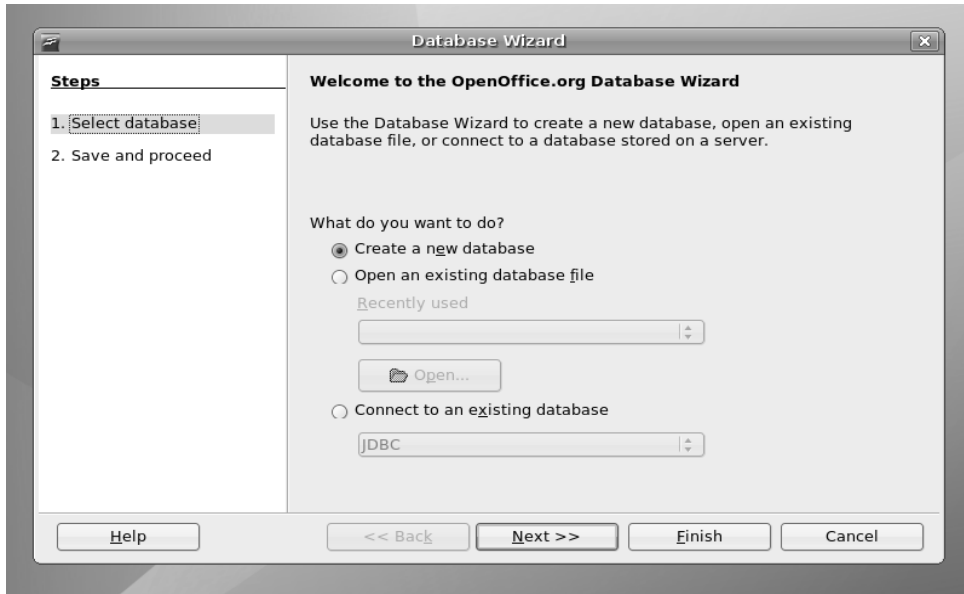 Database Wizard
Steps
1. Select database
2. Save and proceed
Welcome to the OpenOffice.org Database Wizard
Use the Database Wizard to create a new database, open an existing
database file, or connect to a database stored on a server.
What do you want to do?
Create a new database
Open an existing database file
Recently used
Open...
Connect to an existing database
JDBC
Help
<< Back
Next >>
Finish
Cancel